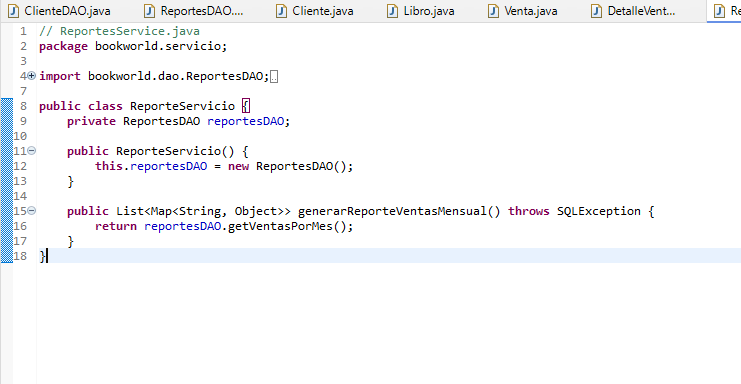 ClienteDAO.java ReportesDAO.... Cliente.java Libro.java Venta.java DetalleVent... Re
1 // ReportesService.java
2 package bookworld.servicio;
3
4 import bookworld.dao.ReportesDAO;
7
8 public class ReporteServicio {
9 private ReportesDAO reportesDAO;
10
11 public ReporteServicio() {
12 this.reportesDAO = new ReportesDAO();
13 }
14
15 public List<Map<String, Object>> generarReporteVentasMensual() throws SQLException {
16 return reportesDAO.getVentasPorMes();
17 }
18 }